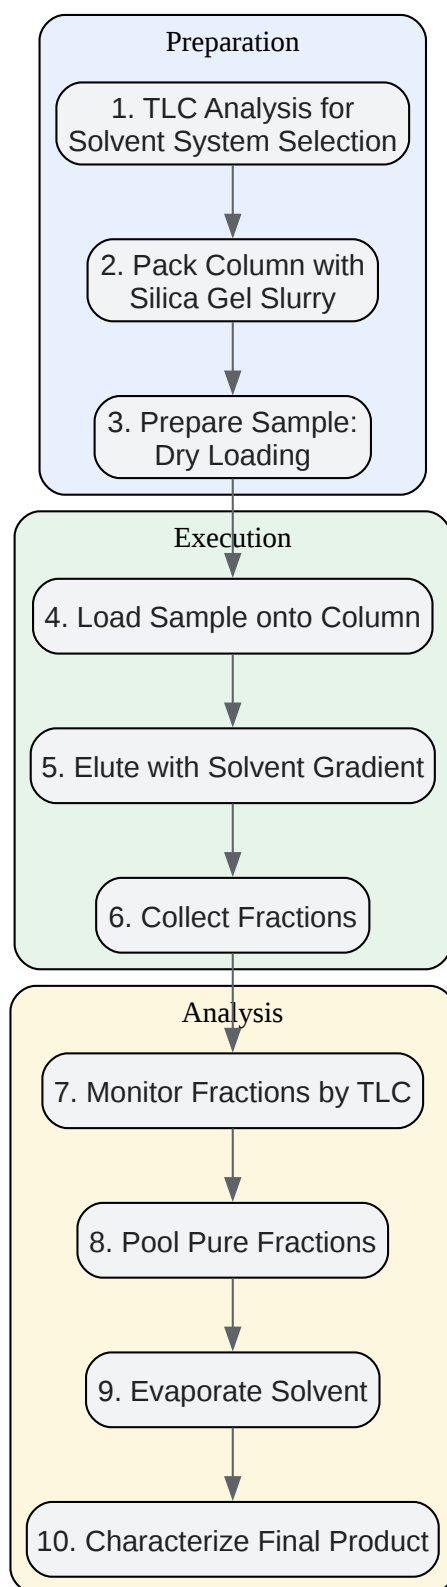 Preparation
1. TLC Analysis for
Solvent System Selection
2. Pack Column with
Silica Gel Slurry
3. Prepare Sample:
Dry Loading
Execution
4. Load Sample onto Column
5. Elute with Solvent Gradient
6. Collect Fractions
Analysis
7. Monitor Fractions by TLC
8. Pool Pure Fractions
9. Evaporate Solvent
10. Characterize Final Product